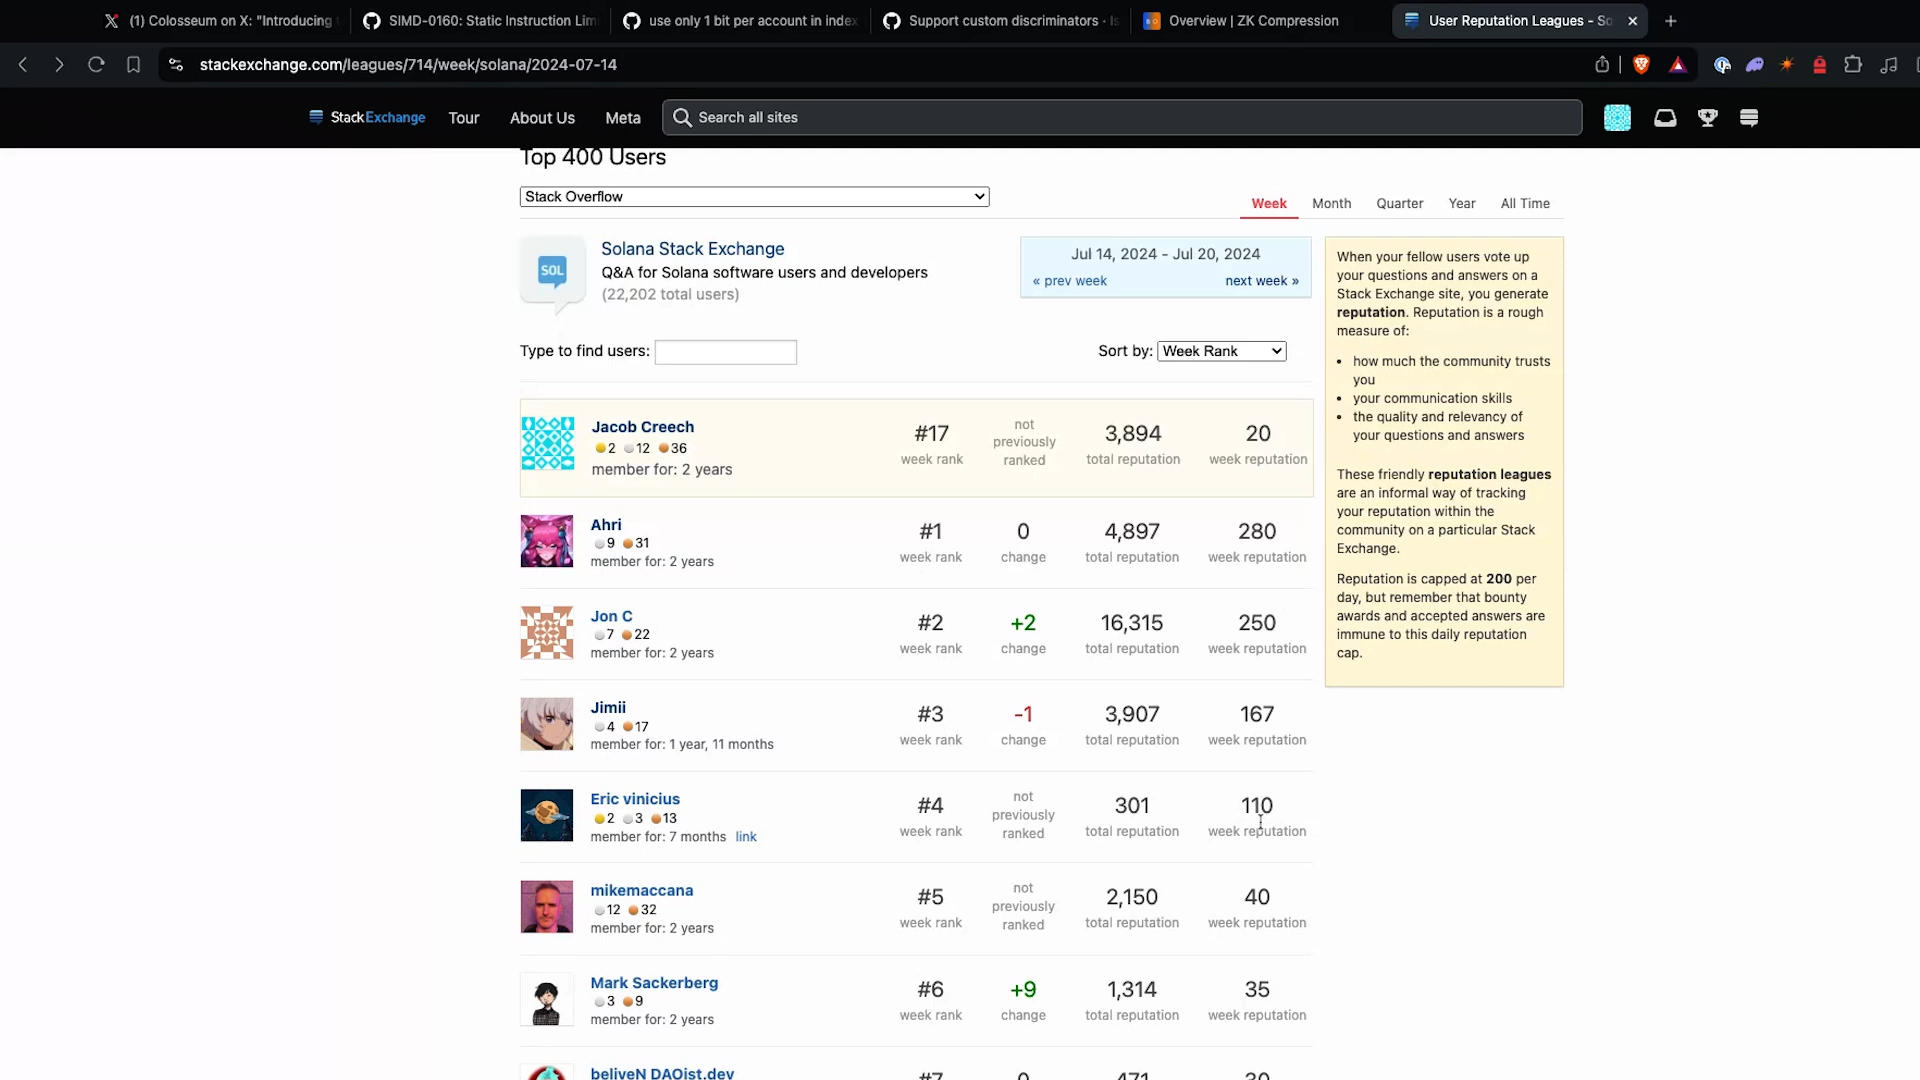 (1) Colosseum on X: "Introducing
SIMD-0160: Static Instruction Lim
use only 1 bit per account in index
Support custom discriminators · Is
Overview | ZK Compression
User Reputation Leagues - So
stackexchange.com/leagues/714/week/solana/2024-07-14
StackExchange
Tour
About Us
Meta
Search all sites
Top 400 Users
Stack Overflow
Week
Month
Quarter
Year
All Time
SOL
Solana Stack Exchange
Q&A for Solana software users and developers
(22,202 total users)
Jul 14, 2024 - Jul 20, 2024
« prev week
next week »
Type to find users:
Sort by:
Week Rank
Jacob Creech
2 12 36
member for: 2 years
#17
week rank
not
previously
ranked
3,894
total reputation
20
week reputation
Ahri
9 31
member for: 2 years
#1
week rank
0
change
4,897
total reputation
280
week reputation
Jon C
7 22
member for: 2 years
#2
week rank
+2
change
16,315
total reputation
250
week reputation
Jimii
4 17
member for: 1 year, 11 months
#3
week rank
-1
change
3,907
total reputation
167
week reputation
Eric vinicius
2 3 13
member for: 7 months link
#4
week rank
not
previously
ranked
301
total reputation
110
week reputation
mikemaccana
12 32
member for: 2 years
#5
week rank
not
previously
ranked
2,150
total reputation
40
week reputation
Mark Sackerberg
3 9
member for: 2 years
#6
week rank
+9
change
1,314
total reputation
35
week reputation
beliveN DAOist.dev
#7
0
471
30
When your fellow users vote up
your questions and answers on a
Stack Exchange site, you generate
reputation. Reputation is a rough
measure of:
• how much the community trusts
you
• your communication skills
• the quality and relevancy of
your questions and answers
These friendly reputation leagues
are an informal way of tracking
your reputation within the
community on a particular Stack
Exchange.
Reputation is capped at 200 per
day, but remember that bounty
awards and accepted answers are
immune to this daily reputation
cap.